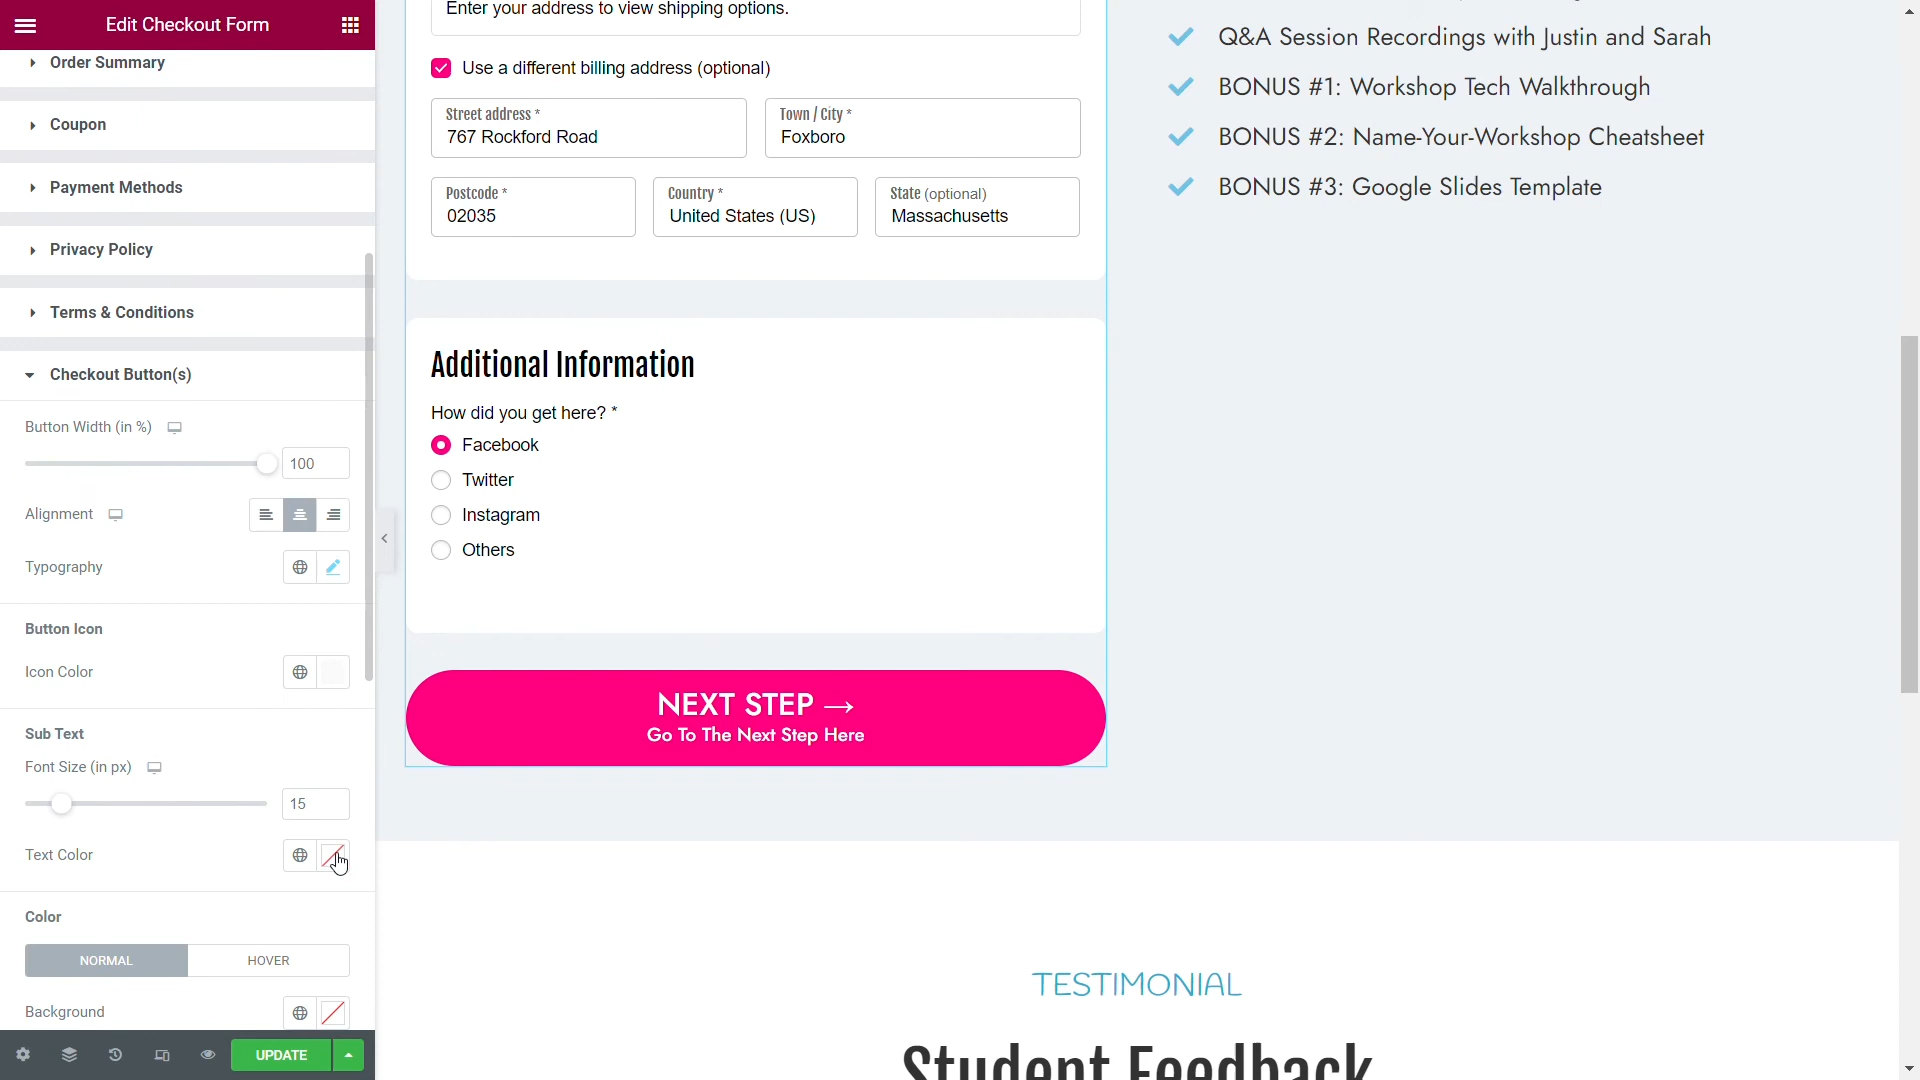 Edit Checkout Form
Order Summary
Coupon
Payment Methods
Privacy Policy
Terms & Conditions
Checkout Button(s)
Button Width (in %)
100
Alignment
Typography
Button Icon
Icon Color
Sub Text
Font Size (in px)
15
Text Color
Color
NORMAL HOVER
Background
UPDATE
Enter your address to view shipping options.
Use a different billing address (optional)
Street address *
767 Rockford Road
Town / City *
Foxboro
Postcode *
02035
Country *
United States (US)
State (optional)
Massachusetts
Additional Information
How did you get here? *
Facebook
Twitter
Instagram
Others
NEXT STEP →
Go To The Next Step Here
Q&A Session Recordings with Justin and Sarah
BONUS #1: Workshop Tech Walkthrough
BONUS #2: Name-Your-Workshop Cheatsheet
BONUS #3: Google Slides Template
TESTIMONIAL
Student Feedback